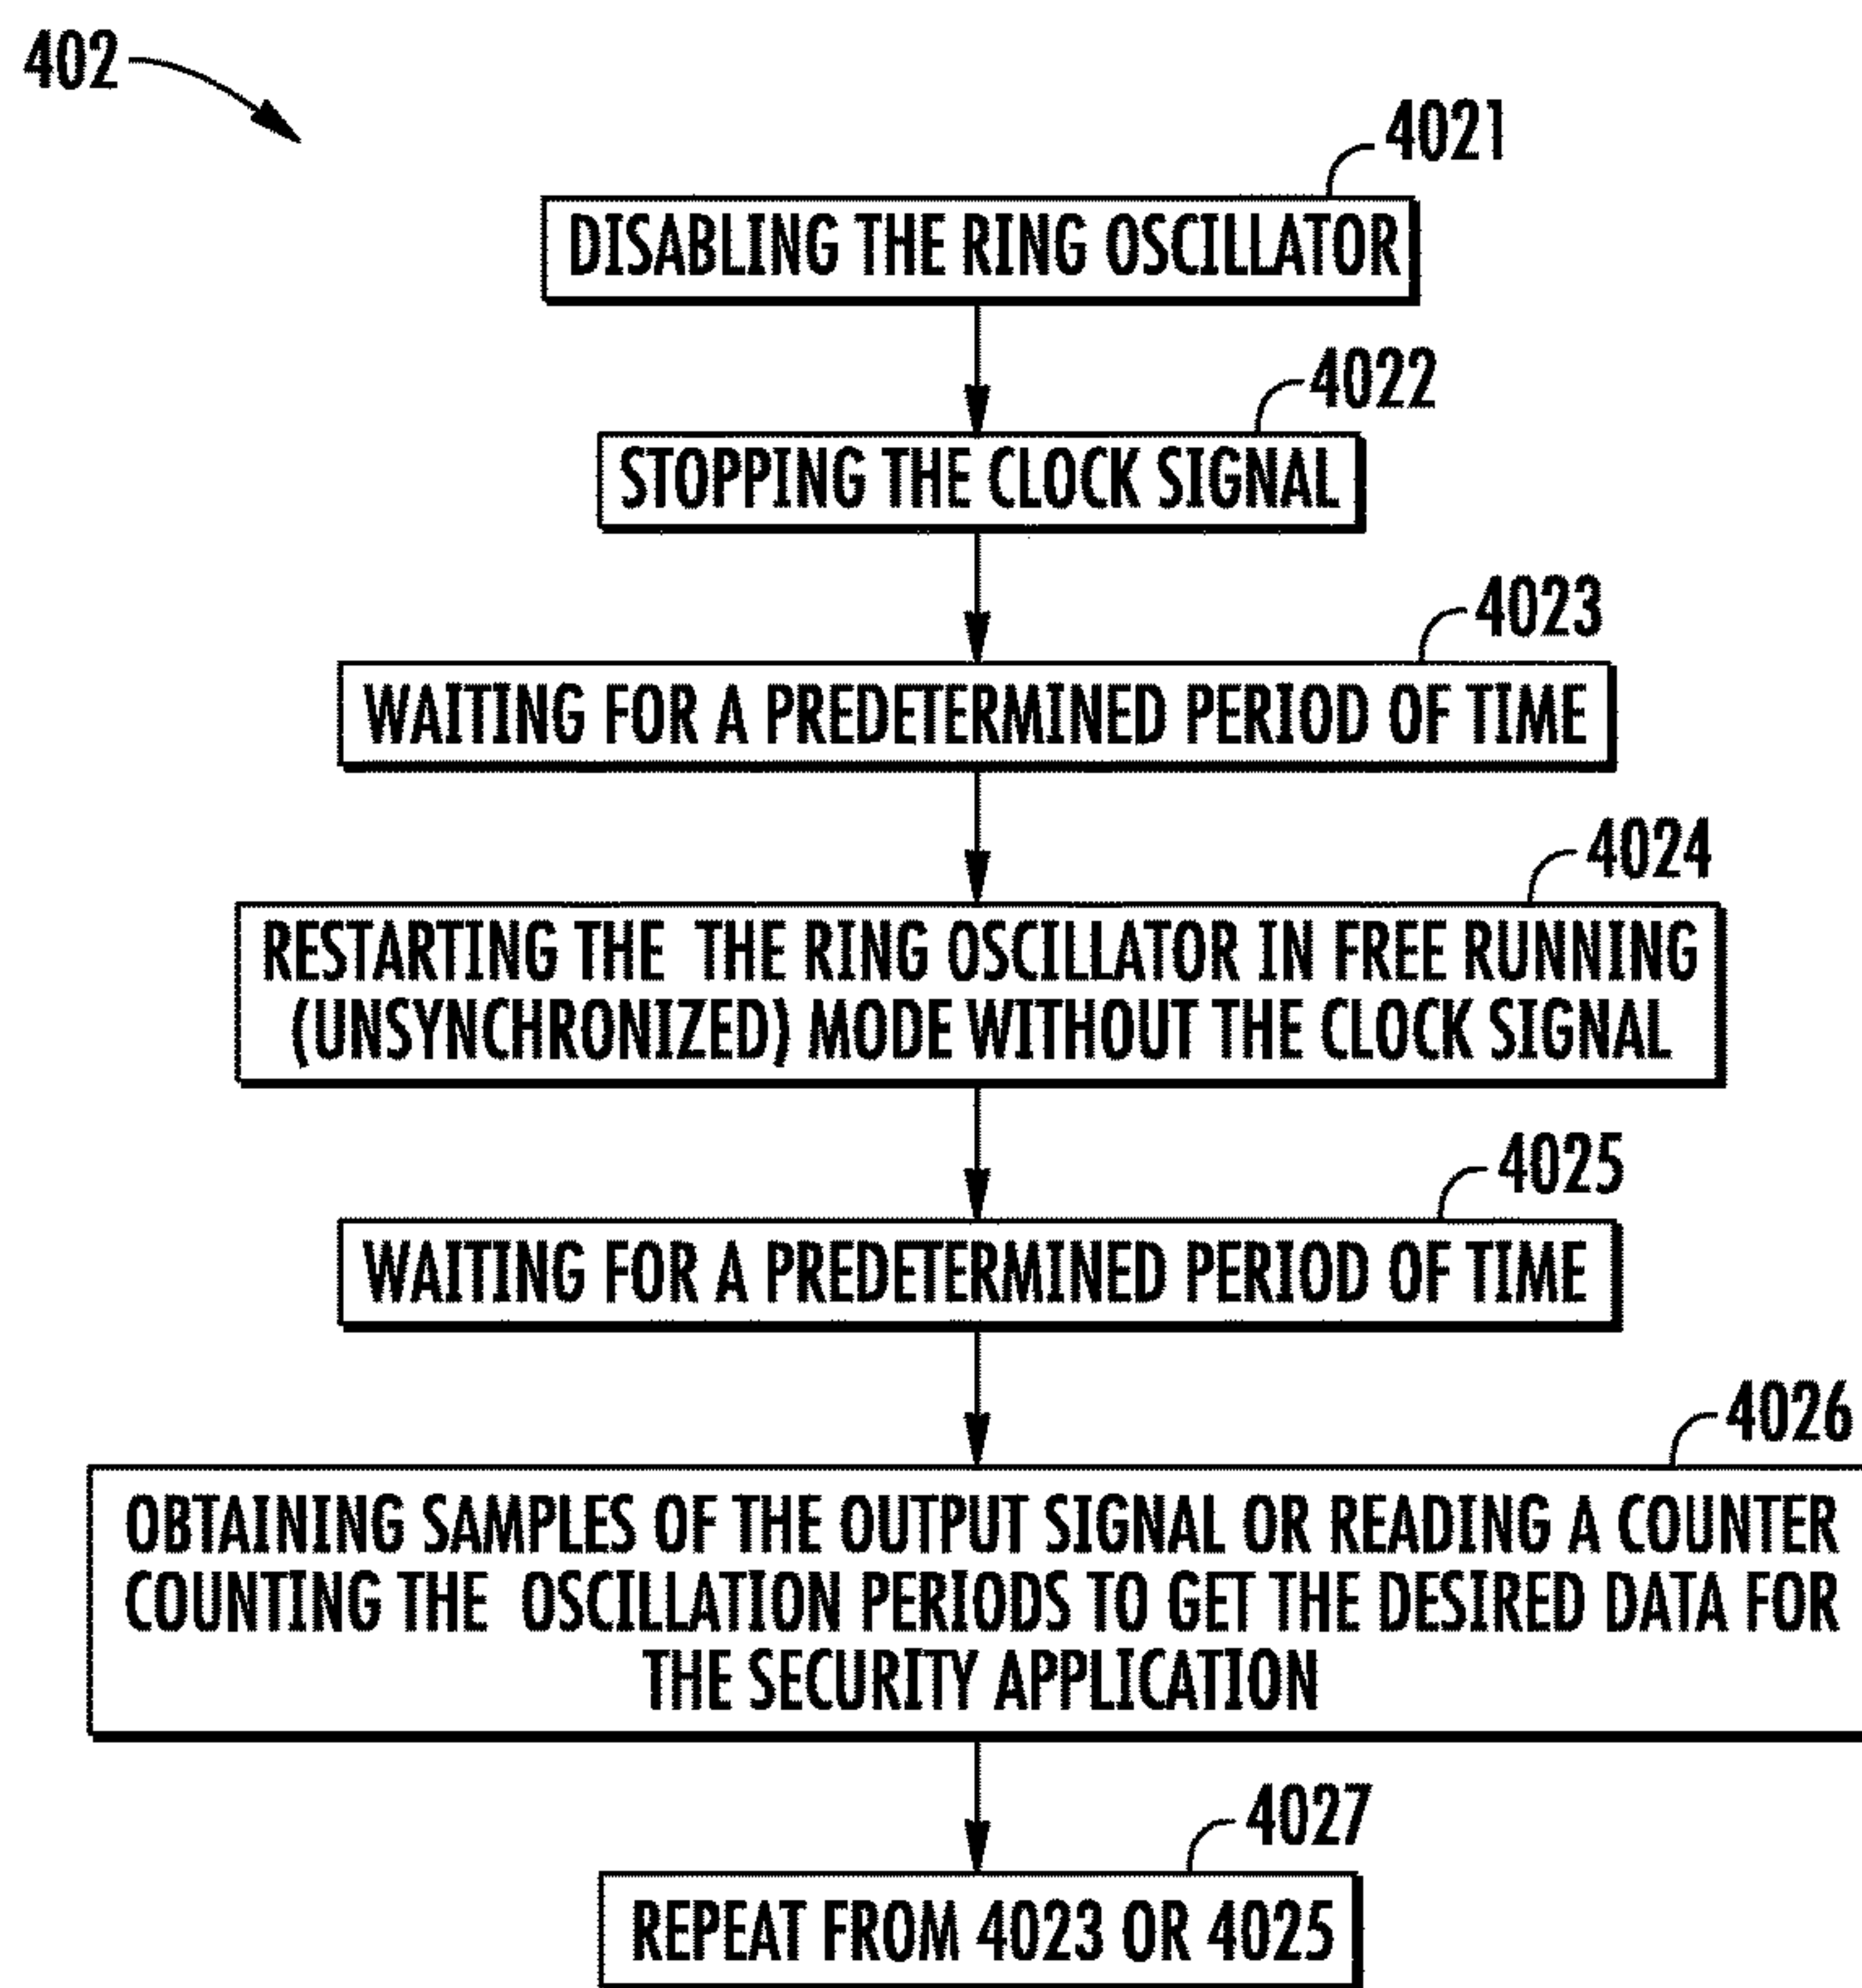 402
4021
DISABLING THE RING OSCILLATOR
4022
STOPPING THE CLOCK SIGNAL
4023
WAITING FOR A PREDETERMINED PERIOD OF TIME
4024
RESTARTING THE THE RING OSCILLATOR IN FREE RUNNING
(UNSYNCHRONIZED) MODE WITHOUT THE CLOCK SIGNAL
4025
WAITING FOR A PREDETERMINED PERIOD OF TIME
4026
OBTAINING SAMPLES OF THE OUTPUT SIGNAL OR READING A COUNTER
COUNTING THE OSCILLATION PERIODS TO GET THE DESIRED DATA FOR
THE SECURITY APPLICATION
4027
REPEAT FROM 4023 OR 4025